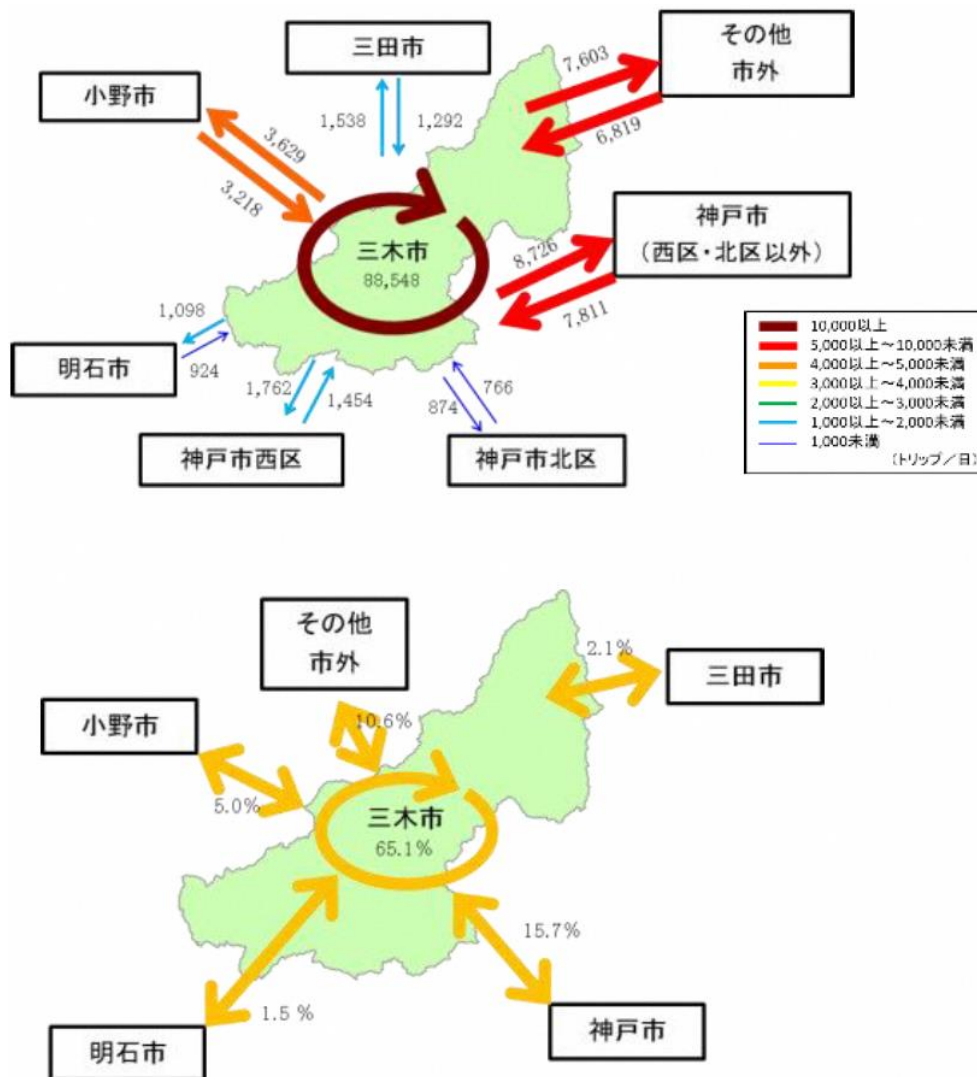 三田市
その他
市外
7,603
6,819
小野市
1,538
1,292
3,629
3,218
三木市
88,548
神戸市
（西区・北区以外）
8,726
7,811
1,098
明石市
924
1,762
1,454
766
874
神戸市西区
神戸市北区
10,000以上
5,000以上～10,000未満
4,000以上～5,000未満
3,000以上～4,000未満
2,000以上～3,000未満
1,000以上～2,000未満
1,000未満
（トリップ／日）
その他
市外
2.1%
三田市
小野市
10.6%
5.0%
三木市
65.1%
15.7%
1.5 %
神戸市
明石市